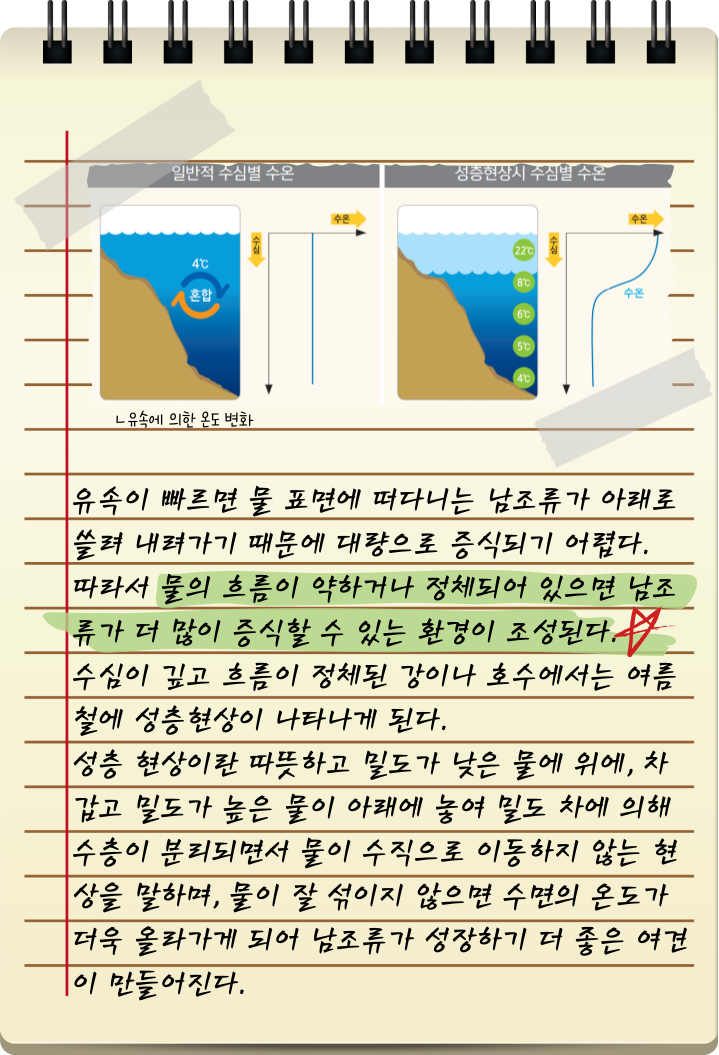 일반적 수심별 수온
성층현상시 수심별 수온
수온
수심
4℃
혼합
수온
수심
22℃
8℃
6℃
5℃
4℃
수온
ㄴ유속에 의한 온도 변화
유속이 빠르면 물 표면에 떠다니는 남조류가 아래로
쓸려 내려가기 때문에 대량으로 증식되기 어렵다.
따라서 물의 흐름이 약하거나 정체되어 있으면 남조
류가 더 많이 증식할 수 있는 환경이 조성된다.
수심이 깊고 흐름이 정체된 강이나 호수에서는 여름
철에 성층현상이 나타나게 된다.
성층 현상이란 따뜻하고 밀도가 낮은 물에 위에, 차
갑고 밀도가 높은 물이 아래에 놓여 밀도 차에 의해
수층이 분리되면서 물이 수직으로 이동하지 않는 현
상을 말하며, 물이 잘 섞이지 않으면 수면의 온도가
더욱 올라가게 되어 남조류가 성장하기 더 좋은 여견
이 만들어진다.